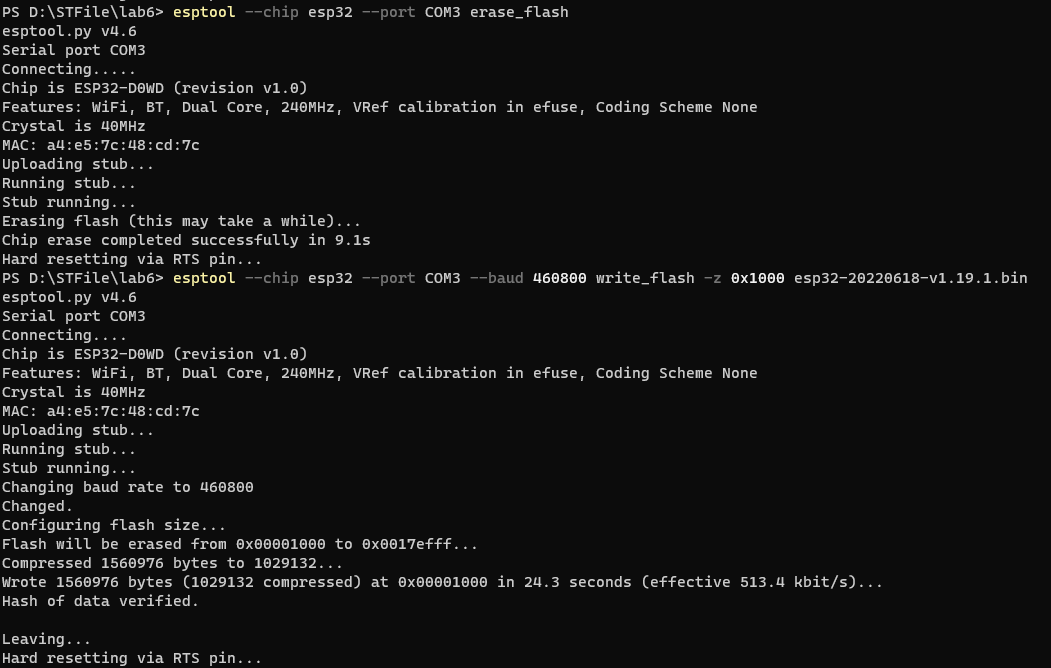 PS D:\STFile\lab6> esptool --chip esp32 --port COM3 erase_flash
esptool.py v4.6
Serial port COM3
Connecting.....
Chip is ESP32-D0WD (revision v1.0)
Features: WiFi, BT, Dual Core, 240MHz, VRef calibration in efuse, Coding Scheme None
Crystal is 40MHz
MAC: a4:e5:7c:48:cd:7c
Uploading stub...
Running stub...
Stub running...
Erasing flash (this may take a while)...
Chip erase completed successfully in 9.1s
Hard resetting via RTS pin...
PS D:\STFile\lab6> esptool --chip esp32 --port COM3 --baud 460800 write_flash -z 0x1000 esp32-20220618-v1.19.1.bin
esptool.py v4.6
Serial port COM3
Connecting....
Chip is ESP32-D0WD (revision v1.0)
Features: WiFi, BT, Dual Core, 240MHz, VRef calibration in efuse, Coding Scheme None
Crystal is 40MHz
MAC: a4:e5:7c:48:cd:7c
Uploading stub...
Running stub...
Stub running...
Changing baud rate to 460800
Changed.
Configuring flash size...
Flash will be erased from 0x00001000 to 0x0017efff...
Compressed 1560976 bytes to 1029132...
Wrote 1560976 bytes (1029132 compressed) at 0x00001000 in 24.3 seconds (effective 513.4 kbit/s)...
Hash of data verified.

Leaving...
Hard resetting via RTS pin...